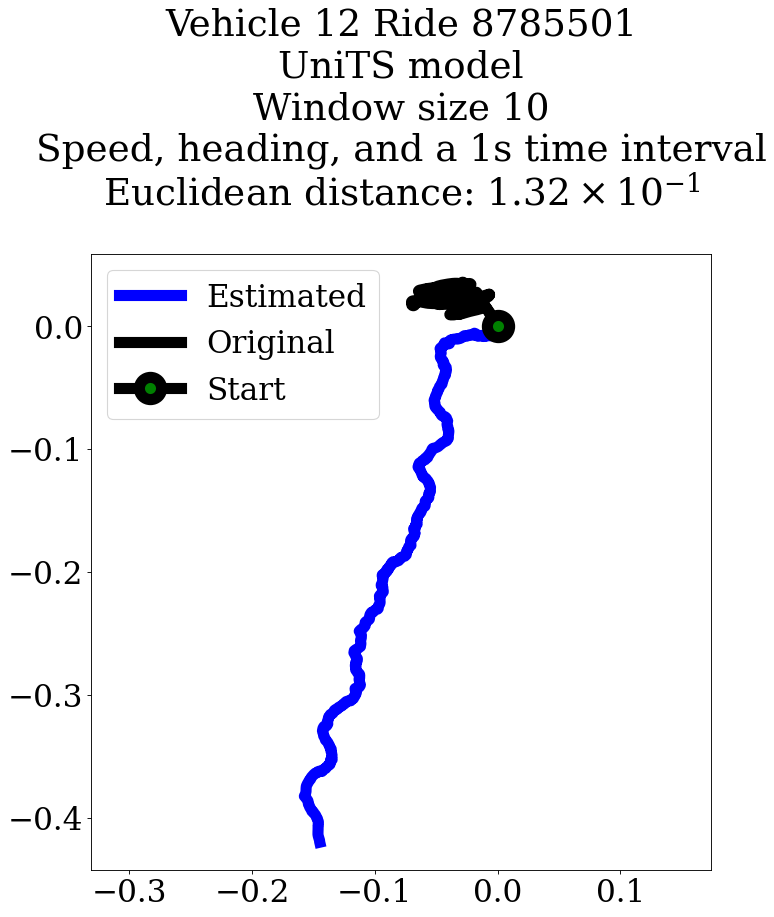 Vehicle 12 Ride 8785501
UniTS model
Window size 10
Speed, heading, and a 1s time interval
Euclidean distance: 1.32 × 10⁻¹
Estimated
Original
Start
0.0
−0.1
−0.2
−0.3
−0.4
−0.3 −0.2 −0.1 0.0 0.1